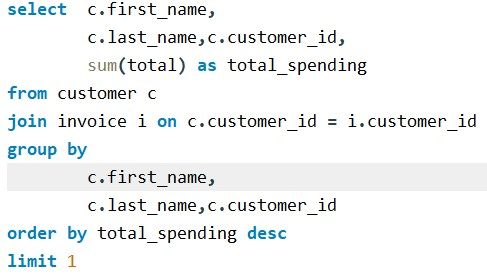 select  c.first_name,
        c.last_name,c.customer_id,
        sum(total) as total_spending
from customer c
join invoice i on c.customer_id = i.customer_id
group by
        c.first_name,
        c.last_name,c.customer_id
order by total_spending desc
limit 1